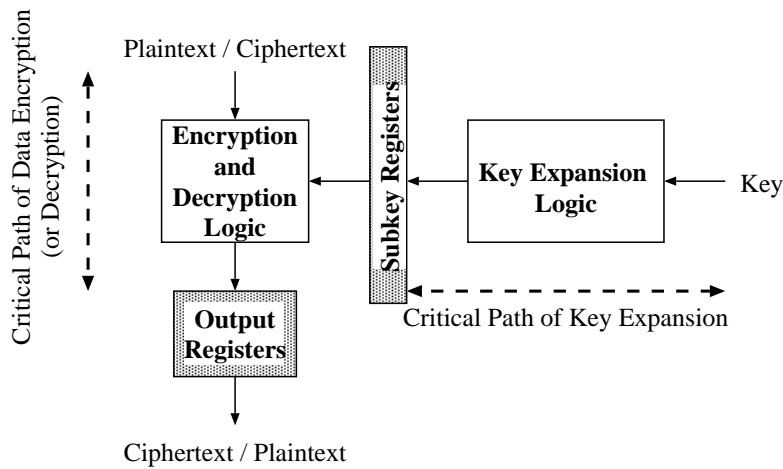 Plaintext / Ciphertext
Critical Path of Data Encryption
(or Decryption)
Encryption
and
Decryption
Logic
Subkey Registers
Key Expansion
Logic
Key
Critical Path of Key Expansion
Output
Registers
Ciphertext / Plaintext